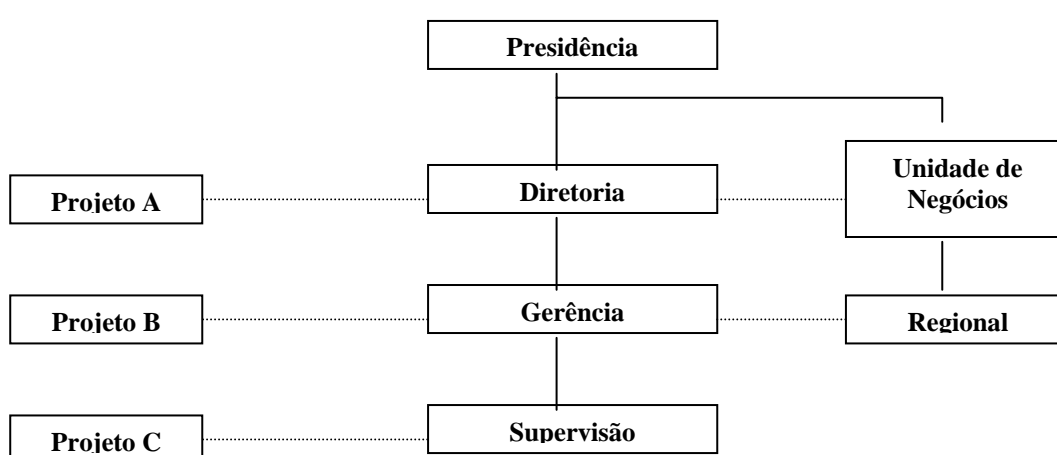 Presidência
Unidade de
Negócios
Projeto A
Diretoria
Projeto B
Gerência
Regional
Projeto C
Supervisão